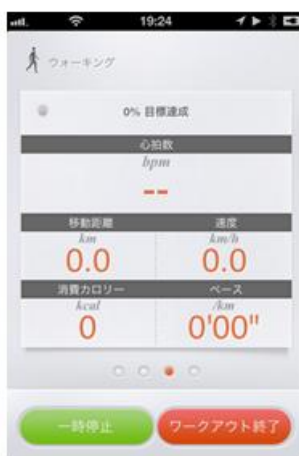 19:24
ウォーキング
0% 目標達成
心拍数
bpm
--
移動距離 速度
km km/h
0.0 0.0
消費カロリー ペース
kcal /km
0 0'00"
一時停止 ワークアウト終了